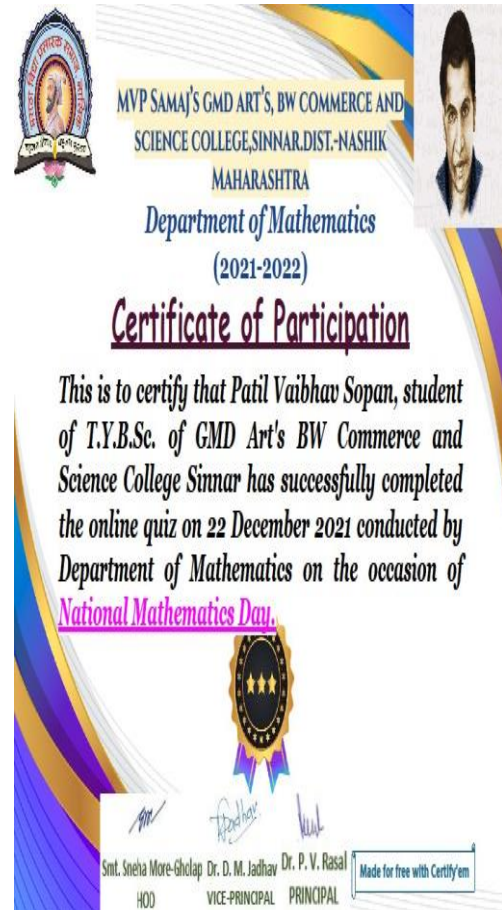 मराठा विद्या प्रसारक समाज, नाशिक
MVP SAMAJ'S GMD ART'S, BW COMMERCE AND
SCIENCE COLLEGE,SINNAR.DIST.-NASHIK
MAHARASHTRA
Department of Mathematics
(2021-2022)
Certificate of Participation
This is to certify that Patil Vaibhav Sopan, student
of T.Y.B.Sc. of GMD Art's BW Commerce and
Science College Sinnar has successfully completed
the online quiz on 22 December 2021 conducted by
Department of Mathematics on the occasion of
National Mathematics Day.
Smt. Sneha More-Gholap Dr. D. M. Jadhav Dr. P. V. Rasal
HOD VICE-PRINCIPAL PRINCIPAL
Made for free with Certify'em